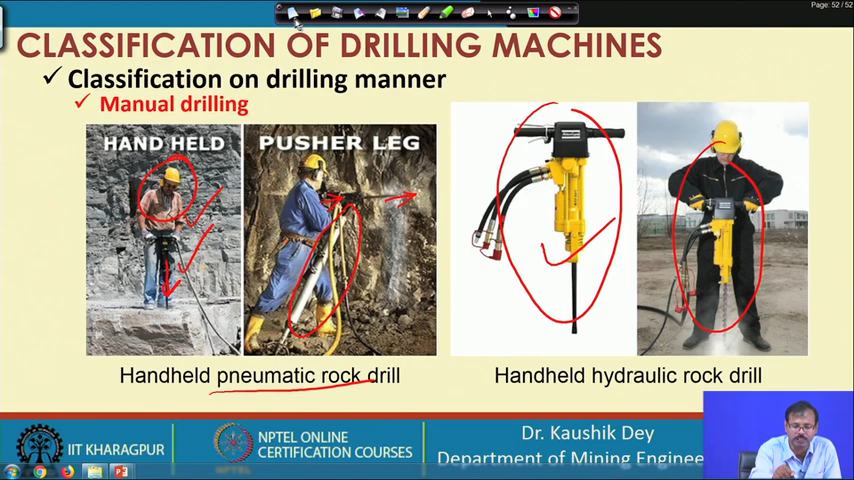 Page: 52 / 52
CLASSIFICATION OF DRILLING MACHINES
✓ Classification on drilling manner
✓ Manual drilling
HAND HELD
PUSHER LEG
Handheld pneumatic rock drill
Handheld hydraulic rock drill
IIT KHARAGPUR
NPTEL ONLINE
CERTIFICATION COURSES
Dr. Kaushik Dey
Department of Mining Enginee